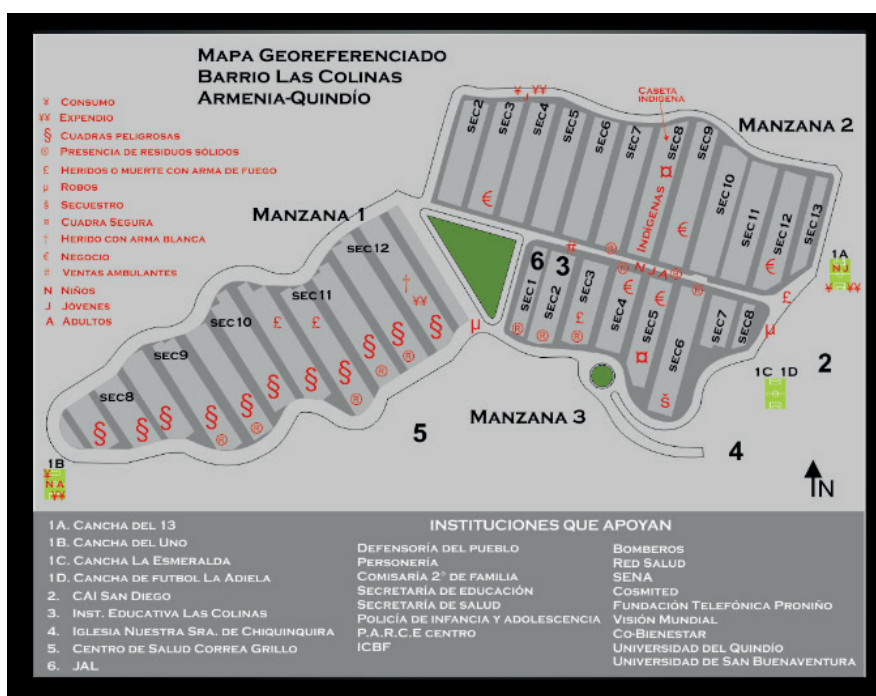 MAPA GEOREFERENCIADO
BARRIO LAS COLINAS
ARMENIA-QUINDÍO
¥ CONSUMO
¥¥ EXPENDIO
§ CUADRAS PELIGROSAS
® PRESENCIA DE RESIDUOS SÓLIDOS
£ HERIDOS O MUERTE CON ARMA DE FUEGO
µ ROBOS
§ SECUESTRO
¤ CUADRA SEGURA
† HERIDO CON ARMA BLANCA
€ NEGOCIO
# VENTAS AMBULANTES
N NIÑOS
J JÓVENES
A ADULTOS
MANZANA 2
¥, ¥¥
CASETA
INDIGENA
SEC2
SEC3
SEC4
SEC5
SEC6
SEC7
SEC8
SEC9
SEC10
SEC11
SEC12
SEC13
¤
INDÍGENAS
€
€
€
#
®
MANZANA 1
SEC12
SEC11
SEC10
SEC9
SEC8
†
¥¥
£ £
§ § § § § § § § § § §
® ® ® ® ®
µ
6 3
® N J A ® ®
SEC1
SEC2
SEC3
SEC4
SEC5
SEC6
SEC7
SEC8
€ €
£
® ® ®
¤
Š
£
µ
1A
N J
¥ ¥¥
2
1C 1D
MANZANA 3
4
5
1B
¥
N A
¥¥
N
1A. CANCHA DEL 13
1B. CANCHA DEL UNO
1C. CANCHA LA ESMERALDA
1D. CANCHA DE FUTBOL LA ADIELA
2. CAI SAN DIEGO
3. INST. EDUCATIVA LAS COLINAS
4. IGLESIA NUESTRA SRA. DE CHIQUINQUIRA
5. CENTRO DE SALUD CORREA GRILLO
6. JAL
INSTITUCIONES QUE APOYAN
DEFENSORÍA DEL PUEBLO
PERSONERÍA
COMISARÍA 2° DE FAMILIA
SECRETARÍA DE EDUCACIÓN
SECRETARÍA DE SALUD
POLICÍA DE INFANCIA Y ADOLESCENCIA
P.A.R.C.E CENTRO
ICBF
BOMBEROS
RED SALUD
SENA
COSMITED
FUNDACIÓN TELEFÓNICA PRONIÑO
VISIÓN MUNDIAL
CO-BIENESTAR
UNIVERSIDAD DEL QUINDÍO
UNIVERSIDAD DE SAN BUENAVENTURA